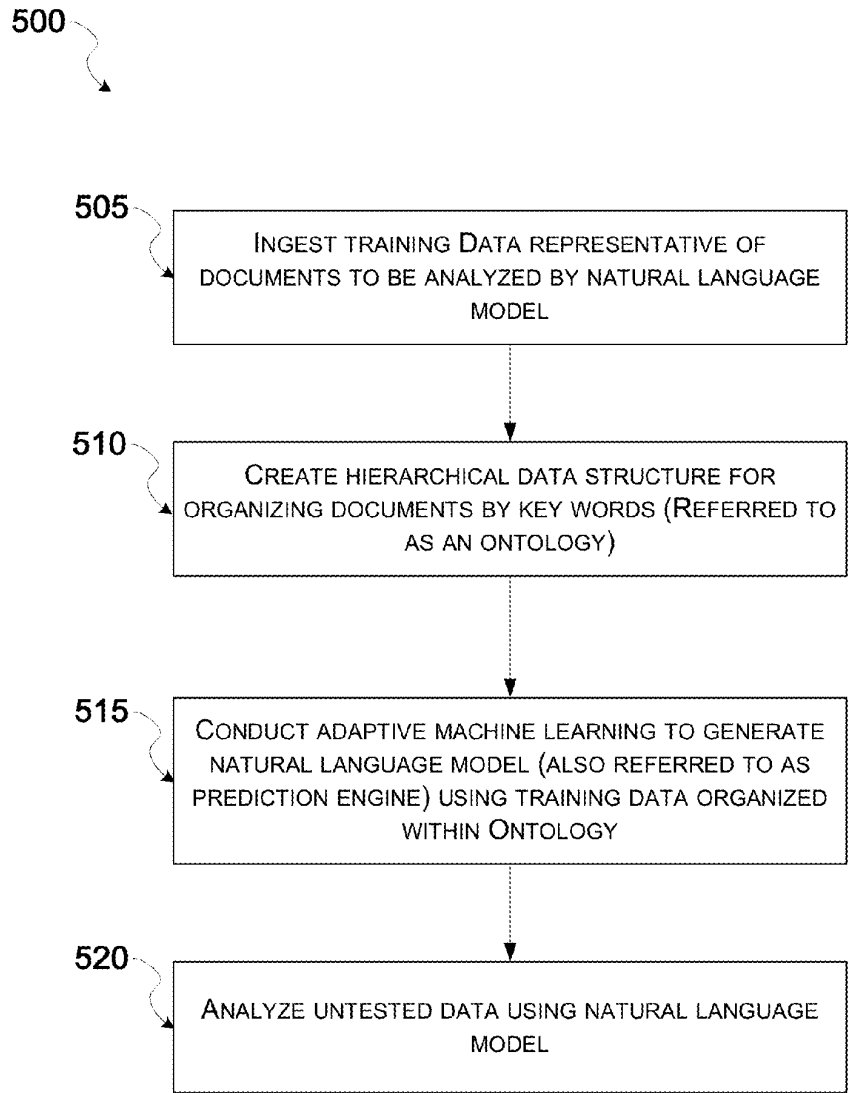 500
505
INGEST TRAINING DATA REPRESENTATIVE OF
DOCUMENTS TO BE ANALYZED BY NATURAL LANGUAGE
MODEL
510
CREATE HIERARCHICAL DATA STRUCTURE FOR
ORGANIZING DOCUMENTS BY KEY WORDS (REFERRED TO
AS AN ONTOLOGY)
515
CONDUCT ADAPTIVE MACHINE LEARNING TO GENERATE
NATURAL LANGUAGE MODEL (ALSO REFERRED TO AS
PREDICTION ENGINE) USING TRAINING DATA ORGANIZED
WITHIN ONTOLOGY
520
ANALYZE UNTESTED DATA USING NATURAL LANGUAGE
MODEL